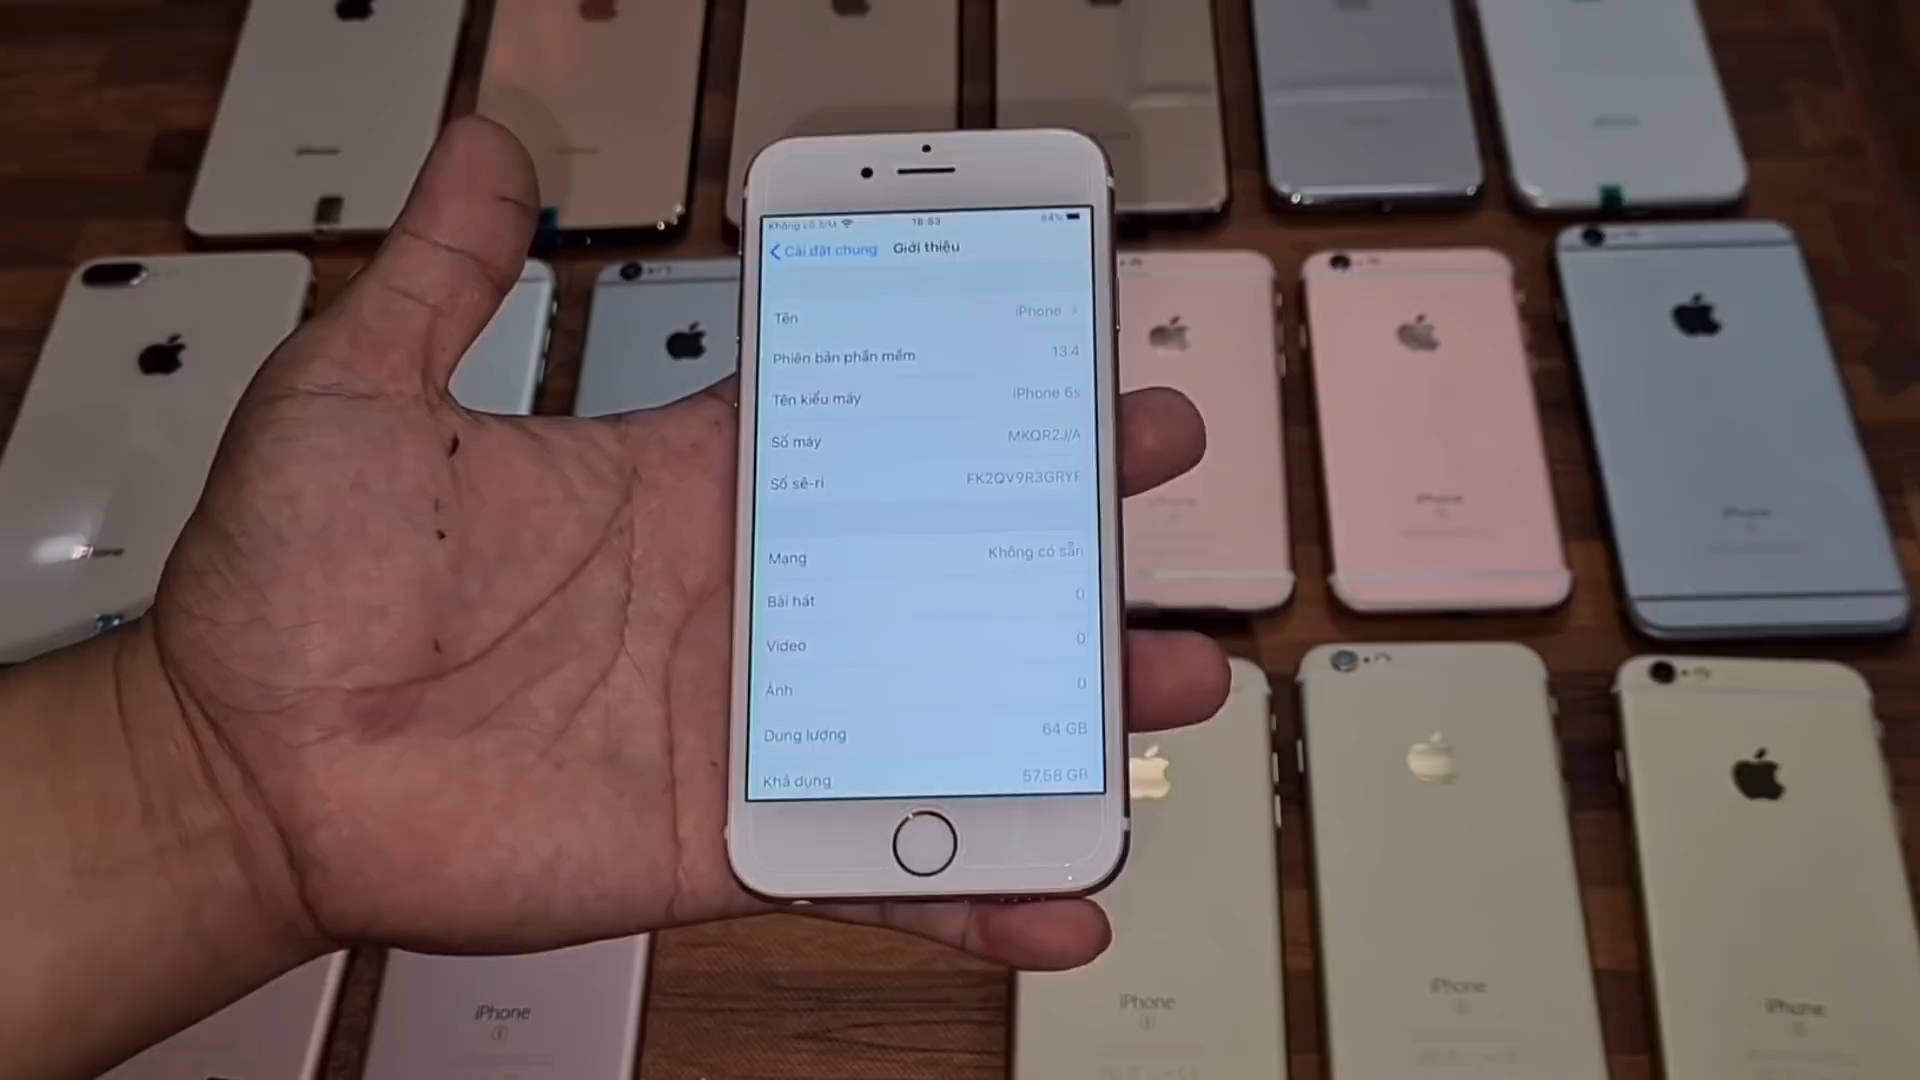 iPhone
Không có SIM 18:53 84%
Cài đặt chung Giới thiệu
Tên iPhone
Phiên bản phần mềm 13.4
Tên kiểu máy iPhone 6s
Số máy MKQR2J/A
Số sê-ri FK2QV9R3GRYF
Mạng Không có sẵn
Bài hát 0
Video 0
Ảnh 0
Dung lượng 64 GB
Khả dụng 57,58 GB
iPhone
iPhone
iPhone
iPhone
S
iPhone
S
iPhone
iPhone